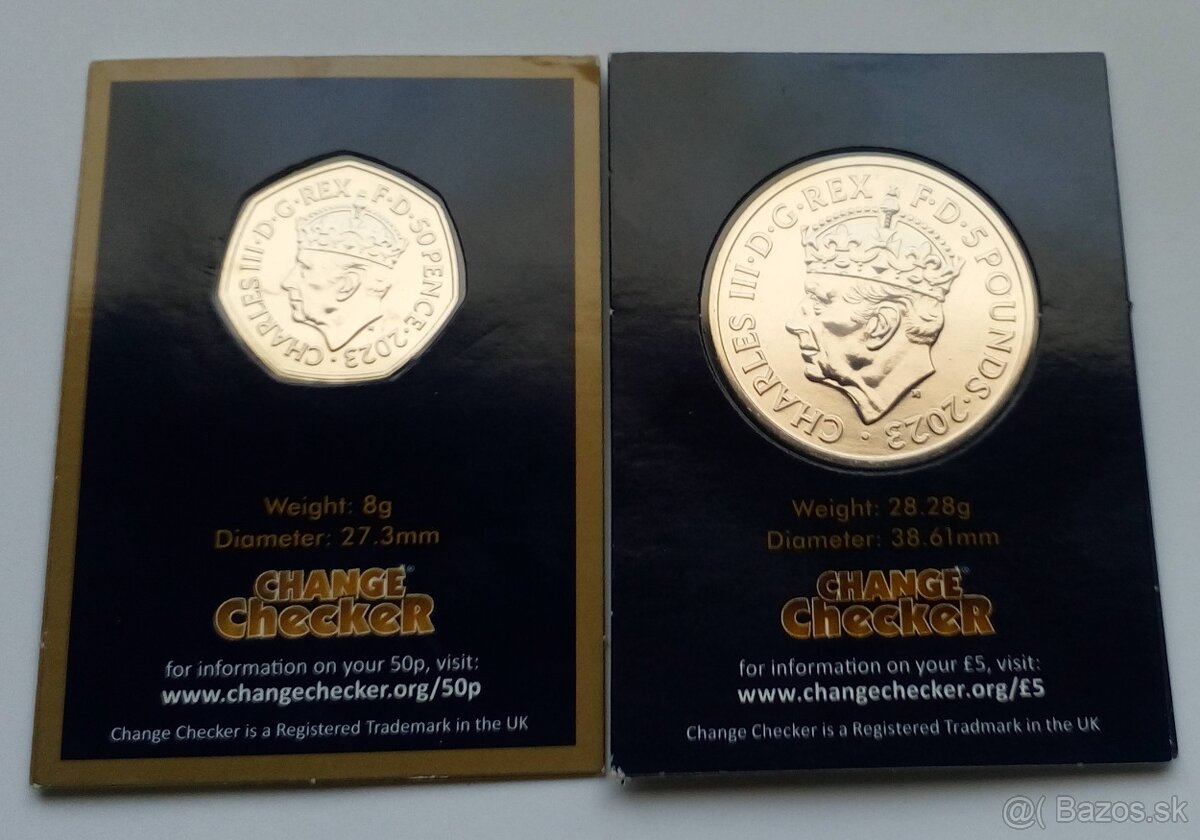 CHARLES III·D·G·REX F·D·50 PENCE·2023·
Weight: 8g
Diameter: 27.3mm
CHANGE
CHecKeR
for information on your 50p, visit:
www.changechecker.org/50p
Change Checker is a Registered Trademark in the UK
CHARLES III·D·G·REX F·D·5 POUNDS·2023·
Weight: 28.28g
Diameter: 38.61mm
CHANGE
CHecKeR
for information on your £5, visit:
www.changechecker.org/£5
Change Checker is a Registered Tradmark in the UK
@( Bazos.sk